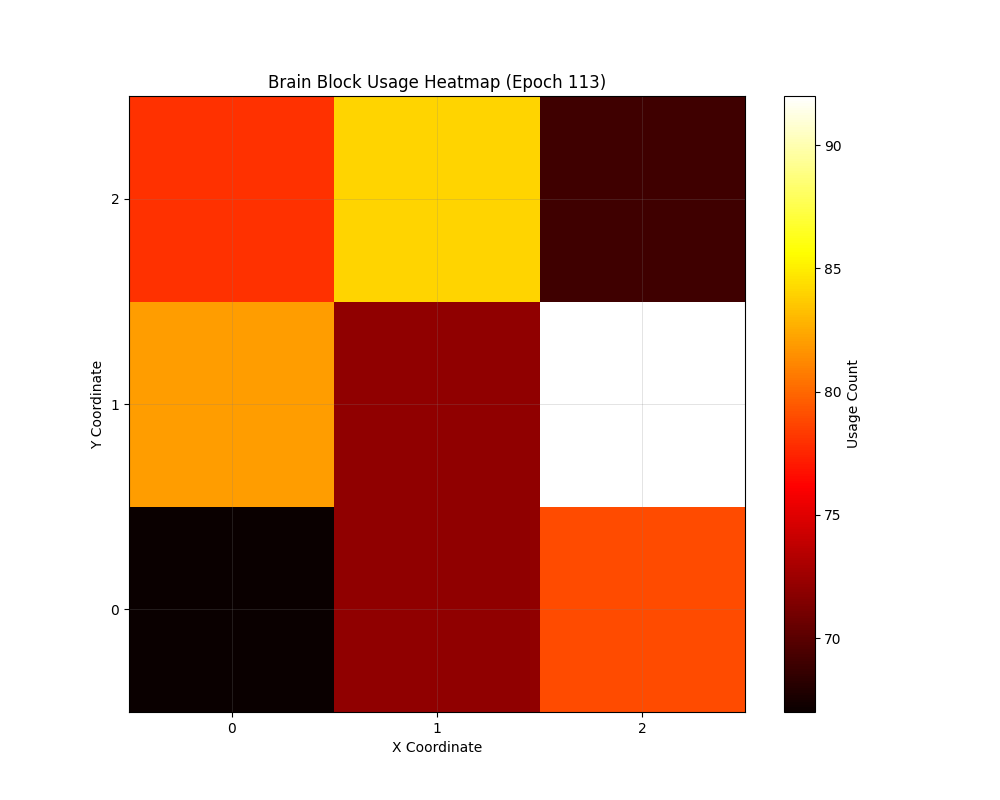 Brain Block Usage Heatmap (Epoch 113)
2
1
0
Y Coordinate
0 1 2
X Coordinate
90
85
80
75
70
Usage Count